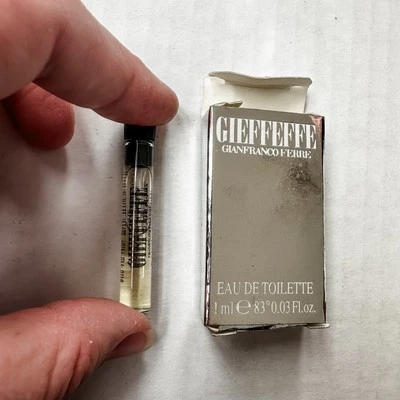 GIEFFEFFE
GIANFRANCO FERRE
EAU DE TOILETTE
1 ml ℮ 83° 0.03 Fl.oz.